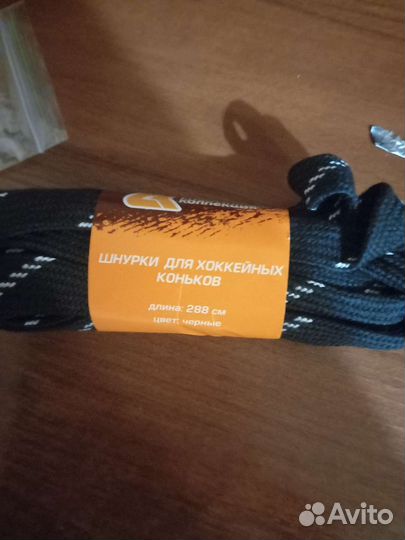 коллекция
ШНУРКИ ДЛЯ ХОККЕЙНЫХ
КОНЬКОВ
длина: 288 см
цвет: черные
Avito